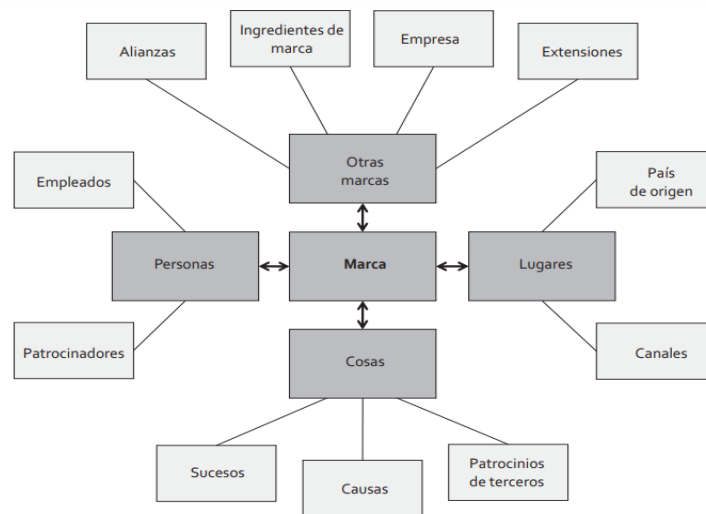 Alianzas
Ingredientes de
marca
Empresa
Extensiones
Otras
marcas
Empleados
País
de origen
Personas
Marca
Lugares
Patrocinadores
Cosas
Canales
Sucesos
Causas
Patrocinios
de terceros